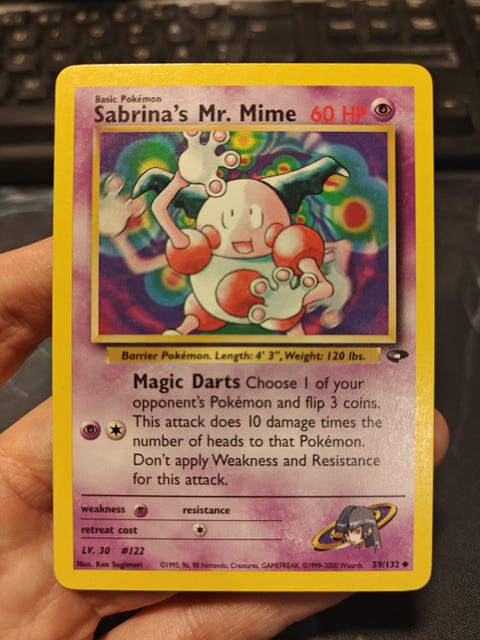 Basic Pokémon
Sabrina's Mr. Mime 60 HP
Barrier Pokémon. Length: 4' 3", Weight: 120 lbs.
Magic Darts Choose 1 of your
opponent's Pokémon and flip 3 coins.
This attack does 10 damage times the
number of heads to that Pokémon.
Don't apply Weakness and Resistance
for this attack.
weakness resistance
retreat cost
LV. 30 #122
Illus. Ken Sugimori ©1995, 96, 98 Nintendo, Creatures, GAMEFREAK. ©1999-2000 Wizards. 59/132